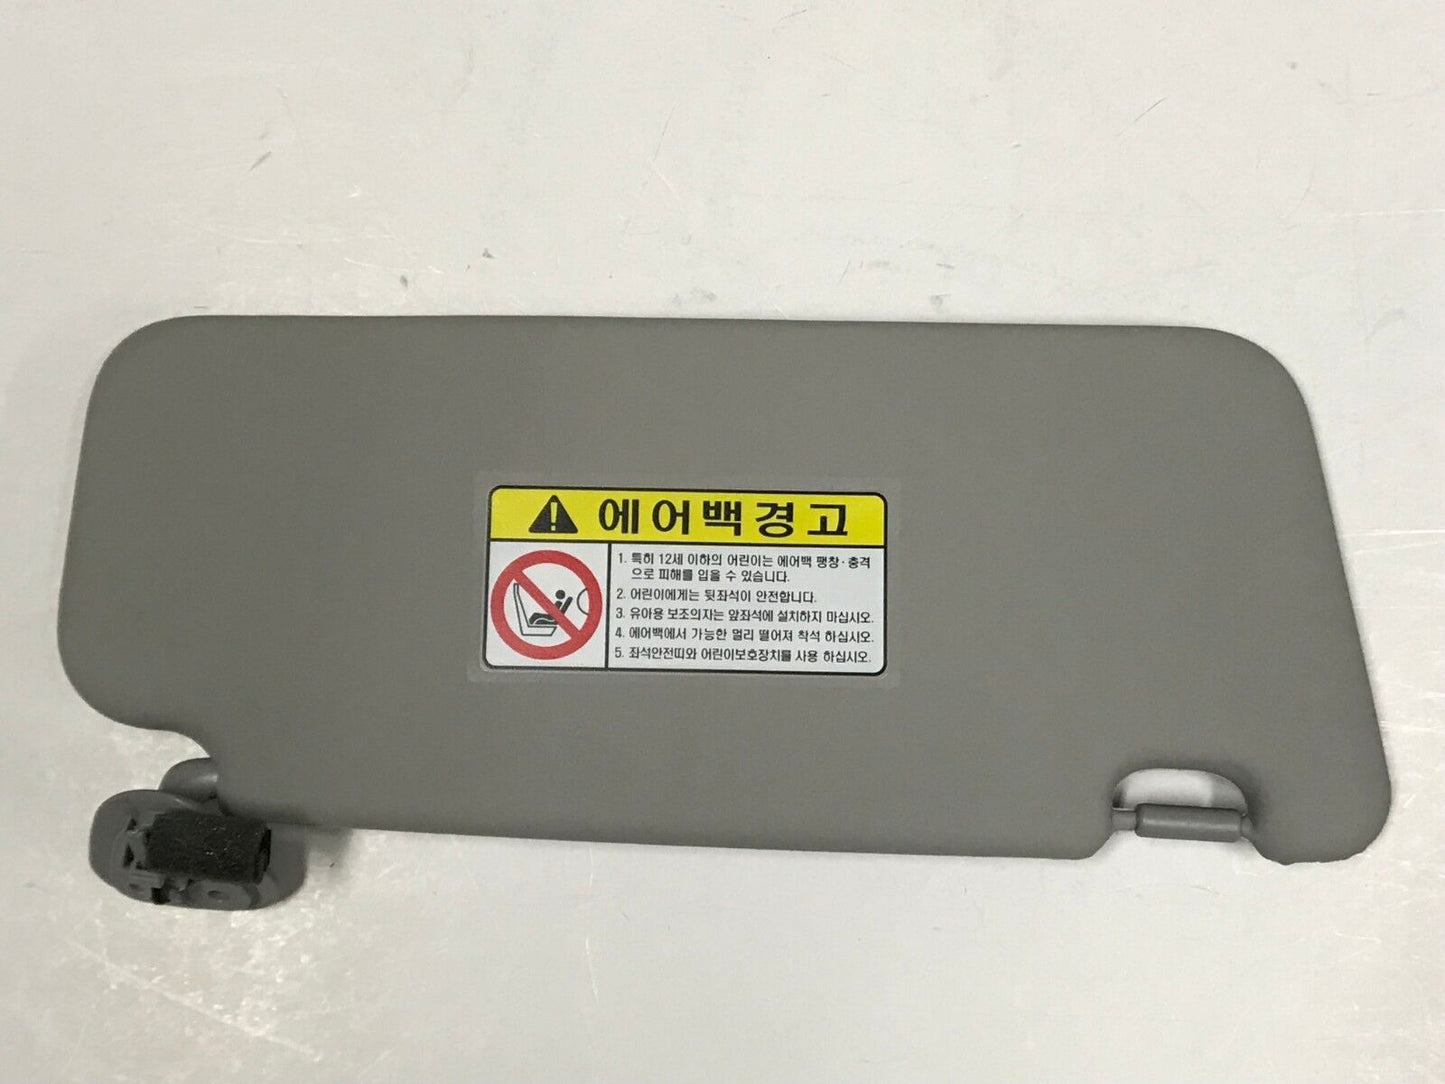 에어백경고
1. 특히 12세 이하의 어린이는 에어백 팽창·충격
으로 피해를 입을 수 있습니다.
2. 어린이에게는 뒷좌석이 안전합니다.
3. 유아용 보조의자는 앞좌석에 설치하지 마십시오.
4. 에어백에서 가능한 멀리 떨어져 착석 하십시오.
5. 좌석안전띠와 어린이보호장치를 사용 하십시오.